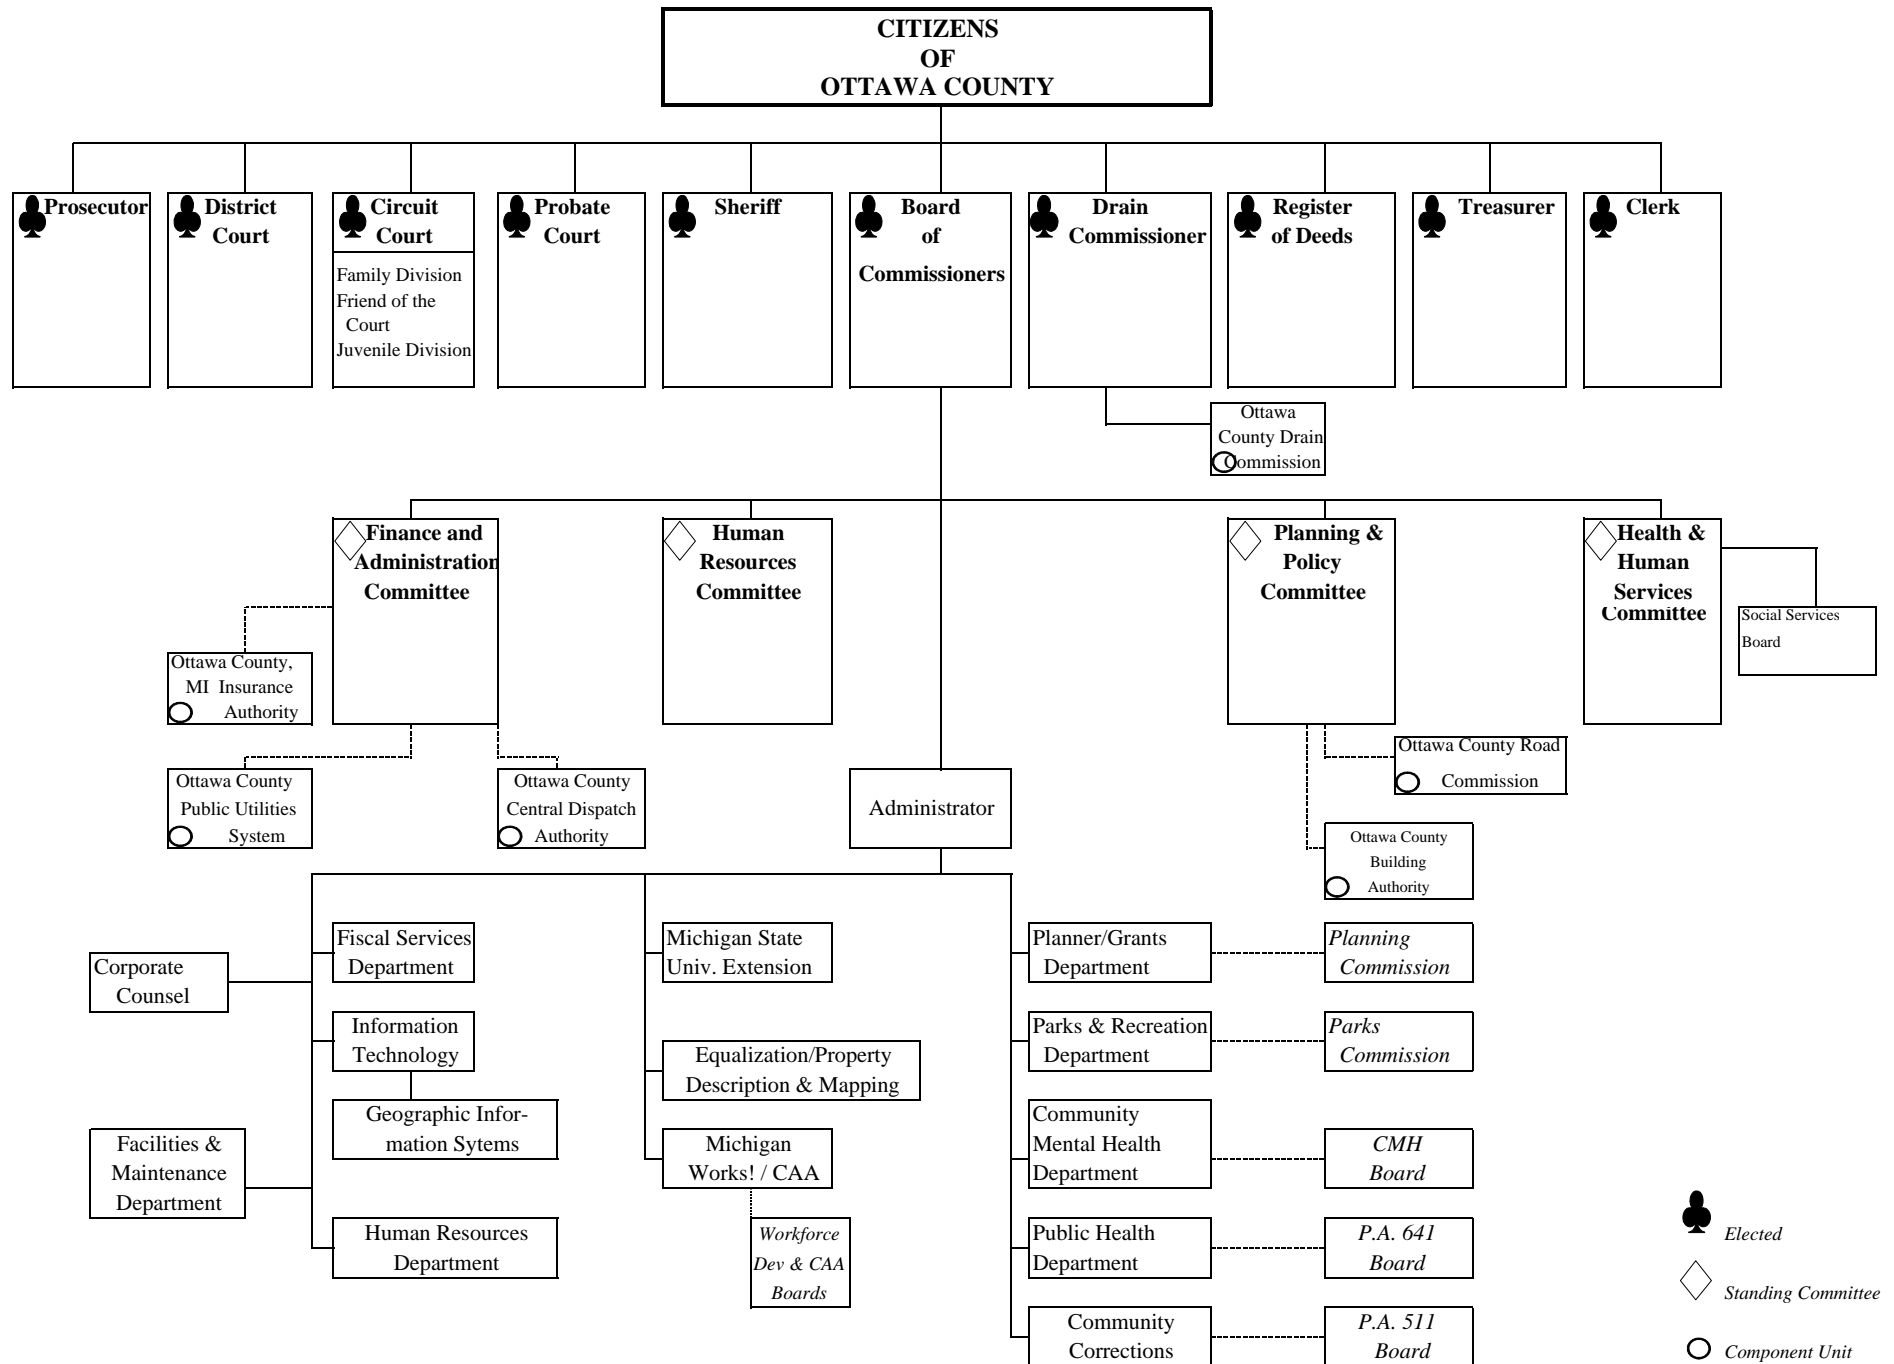 CITIZENS
OF
OTTAWA COUNTY
Prosecutor
District
Court
Circuit
Court
Family Division
Friend of the
Court
Juvenile Division
Probate
Court
Sheriff
Board
of
Commissioners
Drain
Commissioner
Register
of Deeds
Treasurer
Clerk
Ottawa
County Drain
Commission
Finance and
Administration
Committee
Human
Resources
Committee
Planning &
Policy
Committee
Health &
Human
Services
Committee
Social Services
Board
Ottawa County,
MI Insurance
Authority
Ottawa County
Public Utilities
System
Ottawa County
Central Dispatch
Authority
Administrator
Ottawa County Road
Commission
Ottawa County
Building
Authority
Corporate
Counsel
Facilities &
Maintenance
Department
Fiscal Services
Department
Information
Technology
Geographic Infor-
mation Sytems
Human Resources
Department
Michigan State
Univ. Extension
Equalization/Property
Description & Mapping
Michigan
Works! / CAA
Workforce
Dev & CAA
Boards
Planner/Grants
Department
Planning
Commission
Parks & Recreation
Department
Parks
Commission
Community
Mental Health
Department
CMH
Board
Public Health
Department
P.A. 641
Board
Community
Corrections
P.A. 511
Board
Elected
Standing Committee
Component Unit